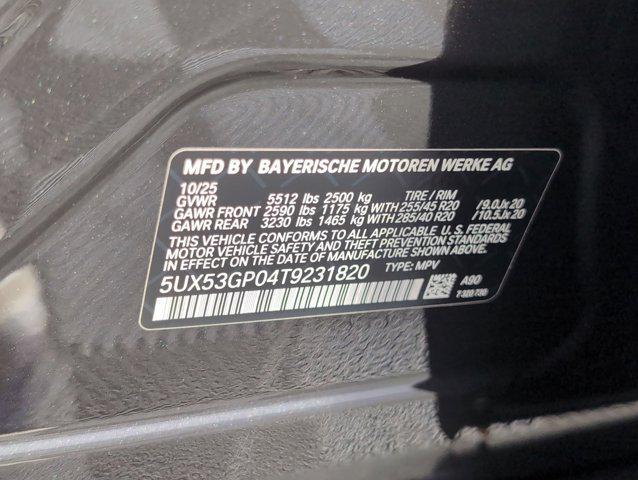 MFD BY BAYERISCHE MOTOREN WERKE AG
10/25
GVWR 5512 lbs 2500 kg TIRE / RIM
GAWR FRONT 2590 lbs 1175 kg WITH 255/45 R20 /9.0Jx20
GAWR REAR 3230 lbs 1465 kg WITH 285/40 R20 /10.5Jx20
THIS VEHICLE CONFORMS TO ALL APPLICABLE U.S. FEDERAL
MOTOR VEHICLE SAFETY AND THEFT PREVENTION STANDARDS
IN EFFECT ON THE DATE OF MANUFACTURE SHOWN ABOVE.
5UX53GP04T9231820 TYPE: MPV
A90